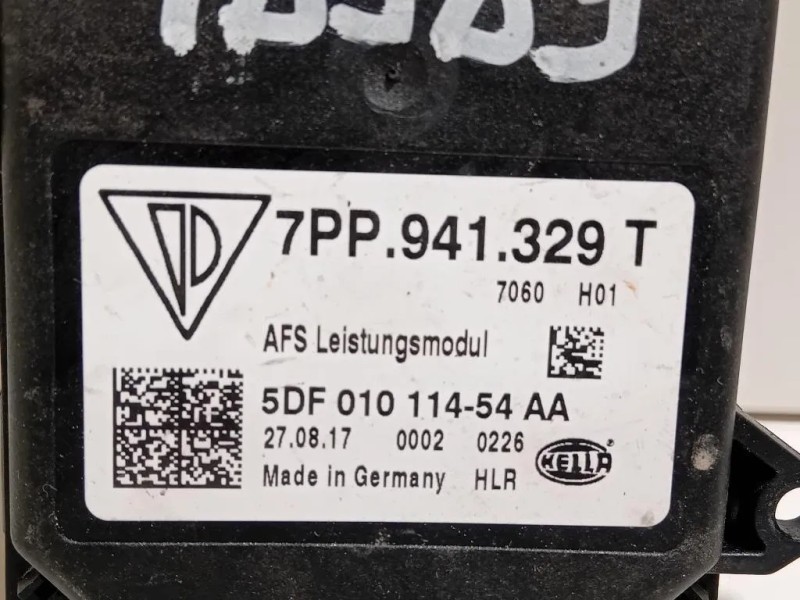 7PP.941.329 T
7060 H01
AFS Leistungsmodul
5DF 010 114-54 AA
27.08.17 0002 0226
HELLA
Made in Germany HLR